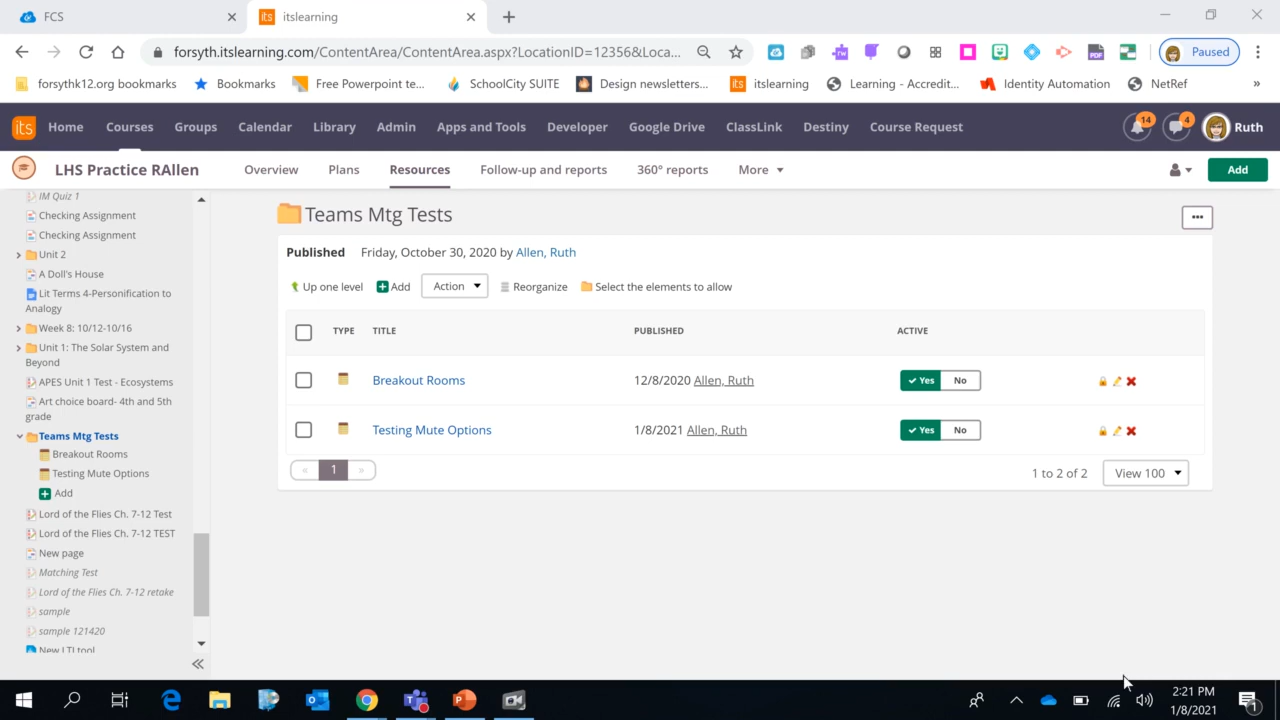 FCS
itslearning
forsyth.itslearning.com/ContentArea/ContentArea.aspx?LocationID=12356&Loca...
Paused
forsythk12.org bookmarks
Bookmarks
Free Powerpoint te...
SchoolCity SUITE
Design newsletters...
itslearning
Learning - Accredit...
Identity Automation
NetRef
»
its
Home
Courses
Groups
Calendar
Library
Admin
Apps and Tools
Developer
Google Drive
ClassLink
Destiny
Course Request
14
4
Ruth
LHS Practice RAllen
Overview
Plans
Resources
Follow-up and reports
360° reports
More
Add
IM Quiz 1
Checking Assignment
Checking Assignment
Unit 2
A Doll's House
Lit Terms 4-Personification to
Analogy
Week 8: 10/12-10/16
Unit 1: The Solar System and
Beyond
APES Unit 1 Test - Ecosystems
Art choice board- 4th and 5th
grade
Teams Mtg Tests
Breakout Rooms
Testing Mute Options
Add
Lord of the Flies Ch. 7-12 Test
Lord of the Flies Ch. 7-12 TEST
New page
Matching Test
Lord of the Flies Ch. 7-12 retake
sample
sample 121420
New LTI tool
Teams Mtg Tests
Published Friday, October 30, 2020 by Allen, Ruth
Up one level
Add
Action
Reorganize
Select the elements to allow
TYPE TITLE PUBLISHED ACTIVE
Breakout Rooms 12/8/2020 Allen, Ruth Yes No
Testing Mute Options 1/8/2021 Allen, Ruth Yes No
« 1 »
1 to 2 of 2
View 100
2:21 PM
1/8/2021
1